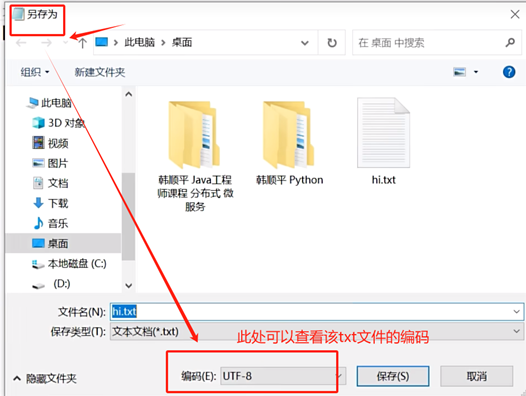 另存为
此电脑 > 桌面
在 桌面 中搜索
组织 新建文件夹
此电脑
3D 对象
视频
图片
文档
下载
音乐
桌面
本地磁盘 (C:)
(D:)
韩顺平 Java工程
师课程 分布式 微
服务
韩顺平 Python
hi.txt
文件名(N): hi.txt
保存类型(T): 文本文档(*.txt)
此处可以查看该txt文件的编码
隐藏文件夹
编码(E): UTF-8
保存(S)
取消